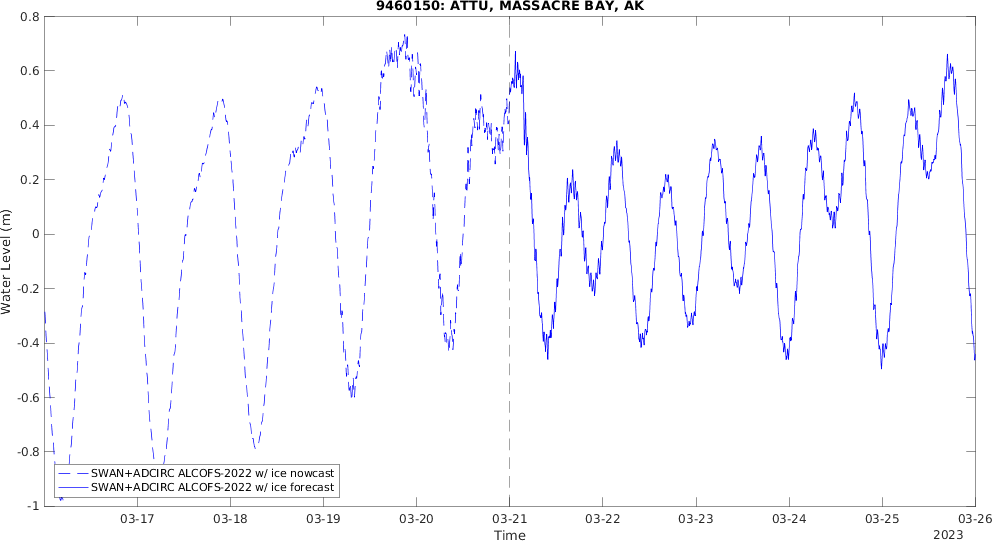 9460150: ATTU, MASSACRE BAY, AK
Water Level (m)
0.8
0.6
0.4
0.2
0
-0.2
-0.4
-0.6
-0.8
-1
SWAN+ADCIRC ALCOFS-2022 w/ ice nowcast
SWAN+ADCIRC ALCOFS-2022 w/ ice forecast
03-17 03-18 03-19 03-20 03-21 03-22 03-23 03-24 03-25 03-26
Time
2023